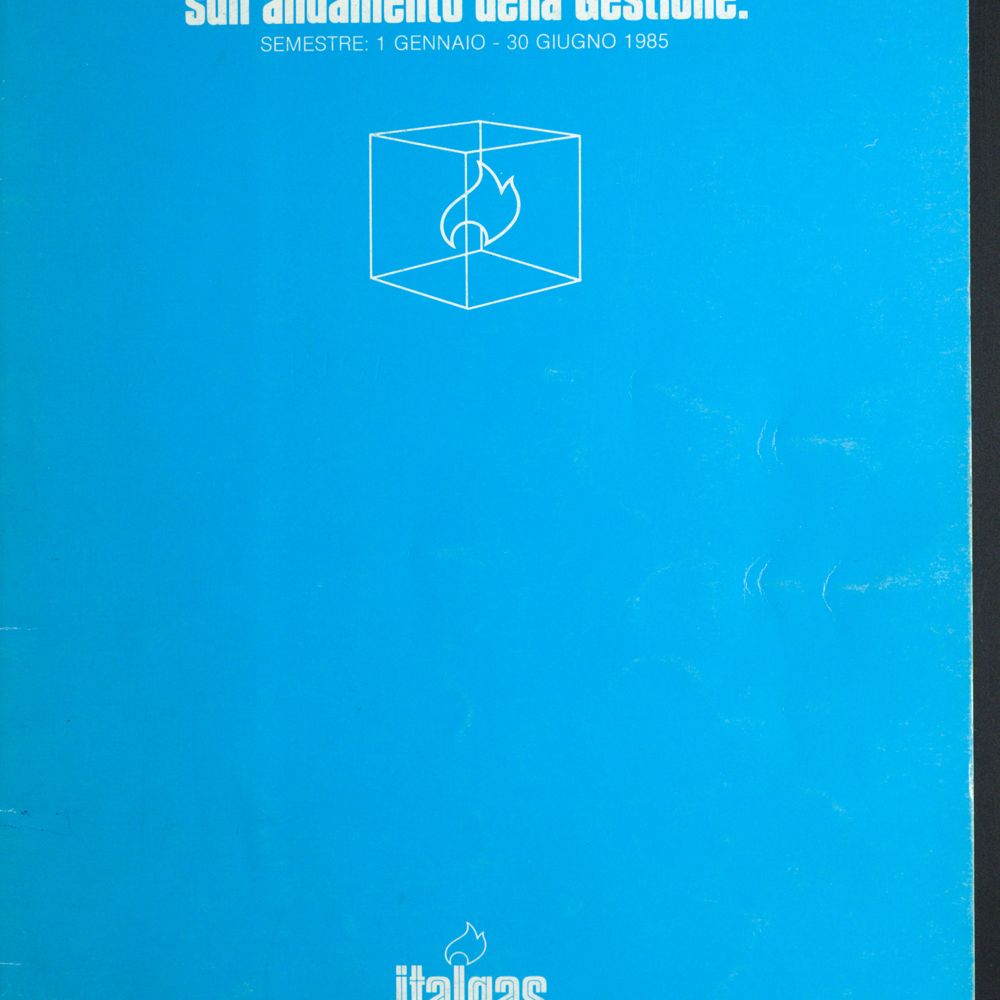 sull'andamento della Gestione.
SEMESTRE: 1 GENNAIO - 30 GIUGNO 1985
italgas